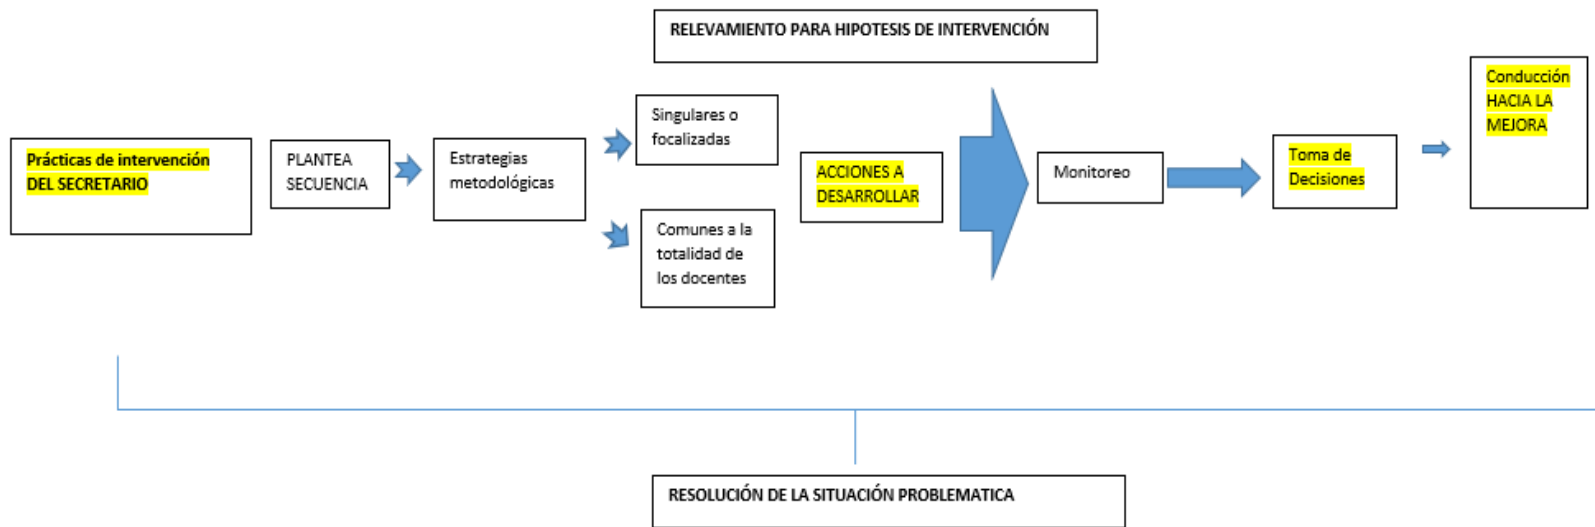 RELEVAMIENTO PARA HIPOTESIS DE INTERVENCIÓN
Prácticas de intervención
DEL SECRETARIO
PLANTEA
SECUENCIA
Estrategias
metodológicas
Singulares o
focalizadas
Comunes a la
totalidad de
los docentes
ACCIONES A
DESARROLLAR
Monitoreo
Toma de
Decisiones
Conducción
HACIA LA
MEJORA
RESOLUCIÓN DE LA SITUACIÓN PROBLEMATICA